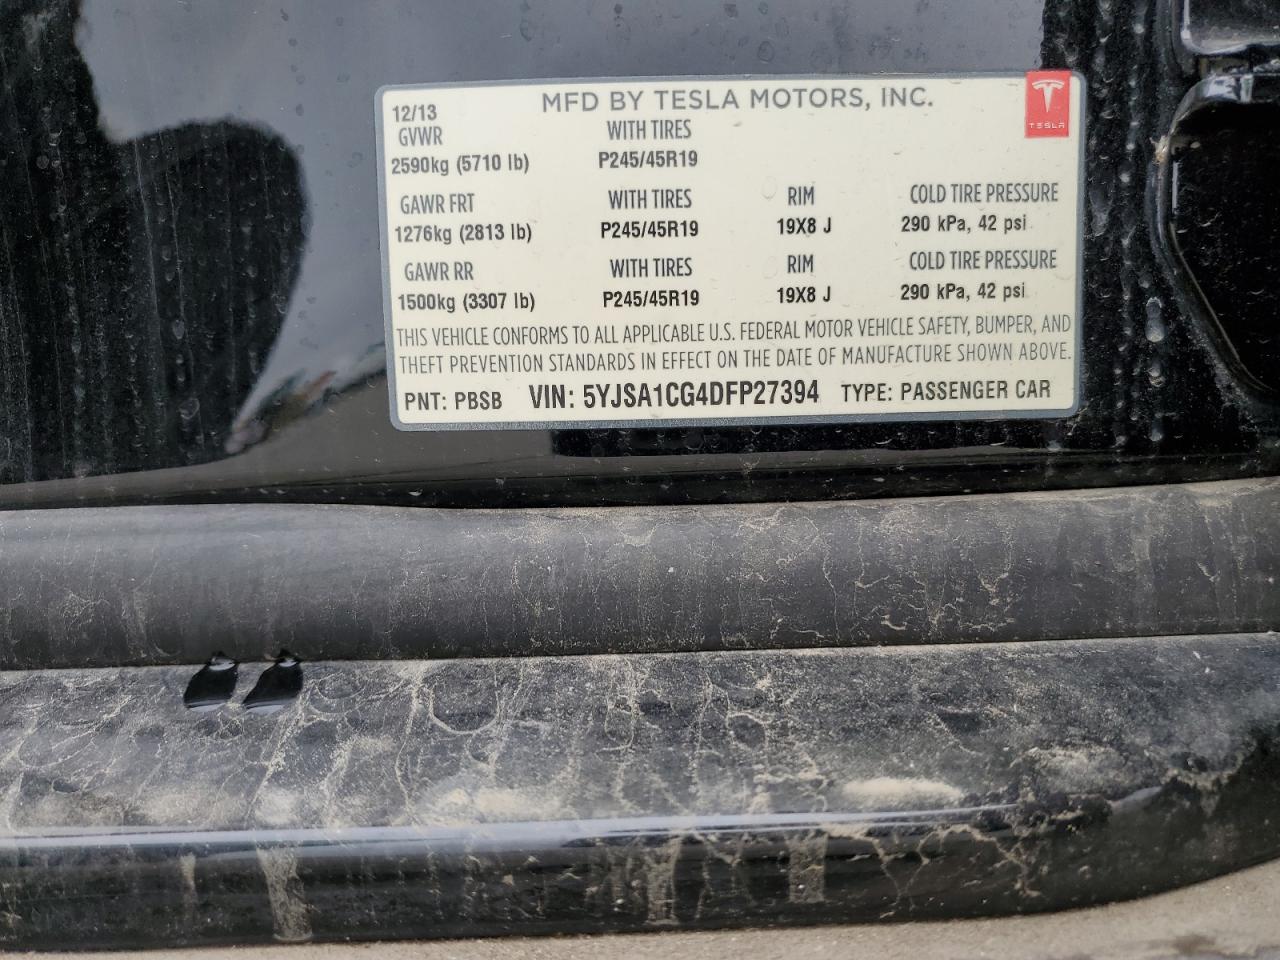 12/13 MFD BY TESLA MOTORS, INC.
TESLA
GVWR WITH TIRES
2590kg (5710 lb) P245/45R19
GAWR FRT WITH TIRES RIM COLD TIRE PRESSURE
1276kg (2813 lb) P245/45R19 19X8 J 290 kPa, 42 psi
GAWR RR WITH TIRES RIM COLD TIRE PRESSURE
1500kg (3307 lb) P245/45R19 19X8 J 290 kPa, 42 psi
THIS VEHICLE CONFORMS TO ALL APPLICABLE U.S. FEDERAL MOTOR VEHICLE SAFETY, BUMPER, AND
THEFT PREVENTION STANDARDS IN EFFECT ON THE DATE OF MANUFACTURE SHOWN ABOVE.
PNT: PBSB VIN: 5YJSA1CG4DFP27394 TYPE: PASSENGER CAR